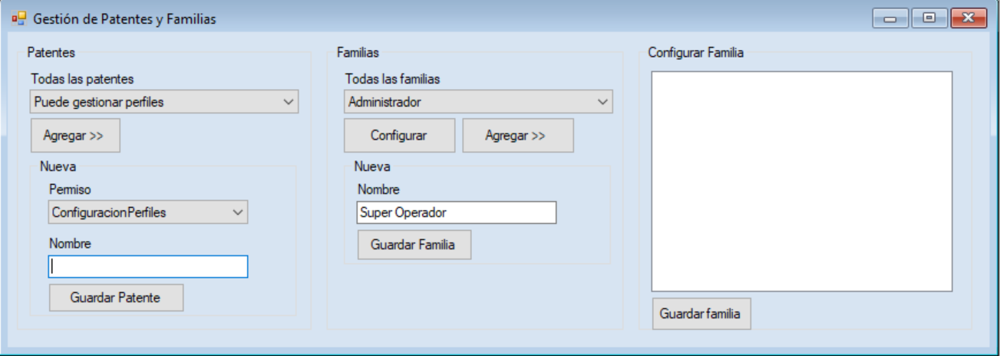 Gestión de Patentes y Familias
Patentes
Todas las patentes
Puede gestionar perfiles
Agregar >>
Nueva
Permiso
ConfiguracionPerfiles
Nombre
Guardar Patente
Familias
Todas las familias
Administrador
Configurar
Agregar >>
Nueva
Nombre
Super Operador
Guardar Familia
Configurar Familia
Guardar familia